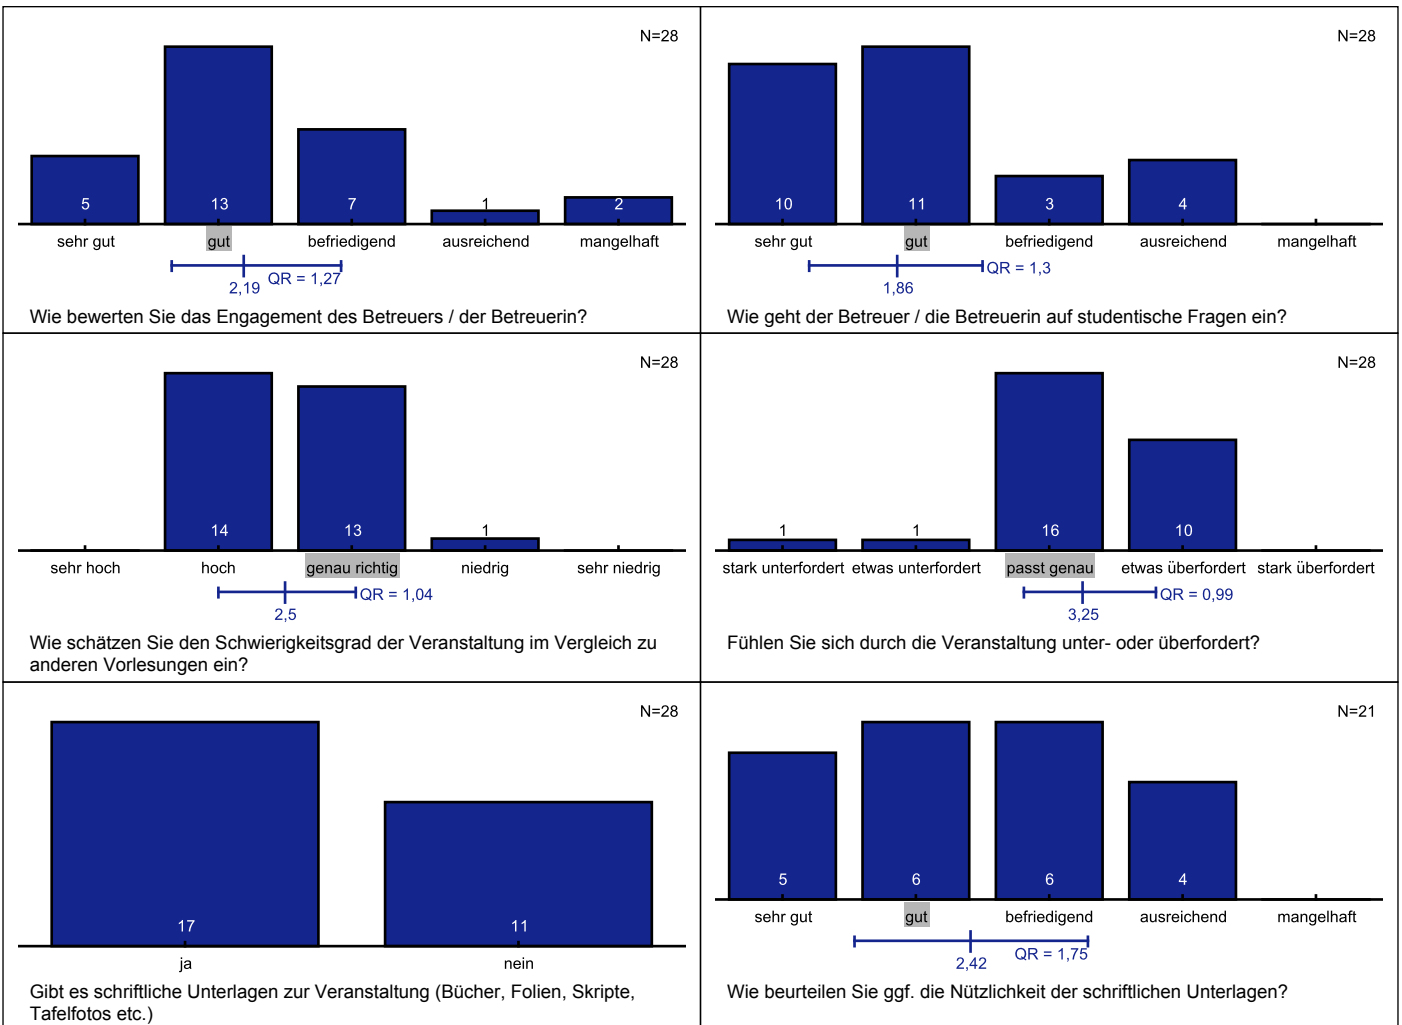 N=28
5
13
7
1
2
sehr gut
gut
befriedigend
ausreichend
mangelhaft
QR = 1,27
2,19
Wie bewerten Sie das Engagement des Betreuers / der Betreuerin?
N=28
10
11
3
4
sehr gut
gut
befriedigend
ausreichend
mangelhaft
QR = 1,3
1,86
Wie geht der Betreuer / die Betreuerin auf studentische Fragen ein?
N=28
14
13
1
sehr hoch
hoch
genau richtig
niedrig
sehr niedrig
QR = 1,04
2,5
Wie schätzen Sie den Schwierigkeitsgrad der Veranstaltung im Vergleich zu
anderen Vorlesungen ein?
N=28
1
1
16
10
stark unterfordert
etwas unterfordert
passt genau
etwas überfordert
stark überfordert
QR = 0,99
3,25
Fühlen Sie sich durch die Veranstaltung unter- oder überfordert?
N=28
17
11
ja
nein
Gibt es schriftliche Unterlagen zur Veranstaltung (Bücher, Folien, Skripte,
Tafelfotos etc.)
N=21
5
6
6
4
sehr gut
gut
befriedigend
ausreichend
mangelhaft
QR = 1,75
2,42
Wie beurteilen Sie ggf. die Nützlichkeit der schriftlichen Unterlagen?